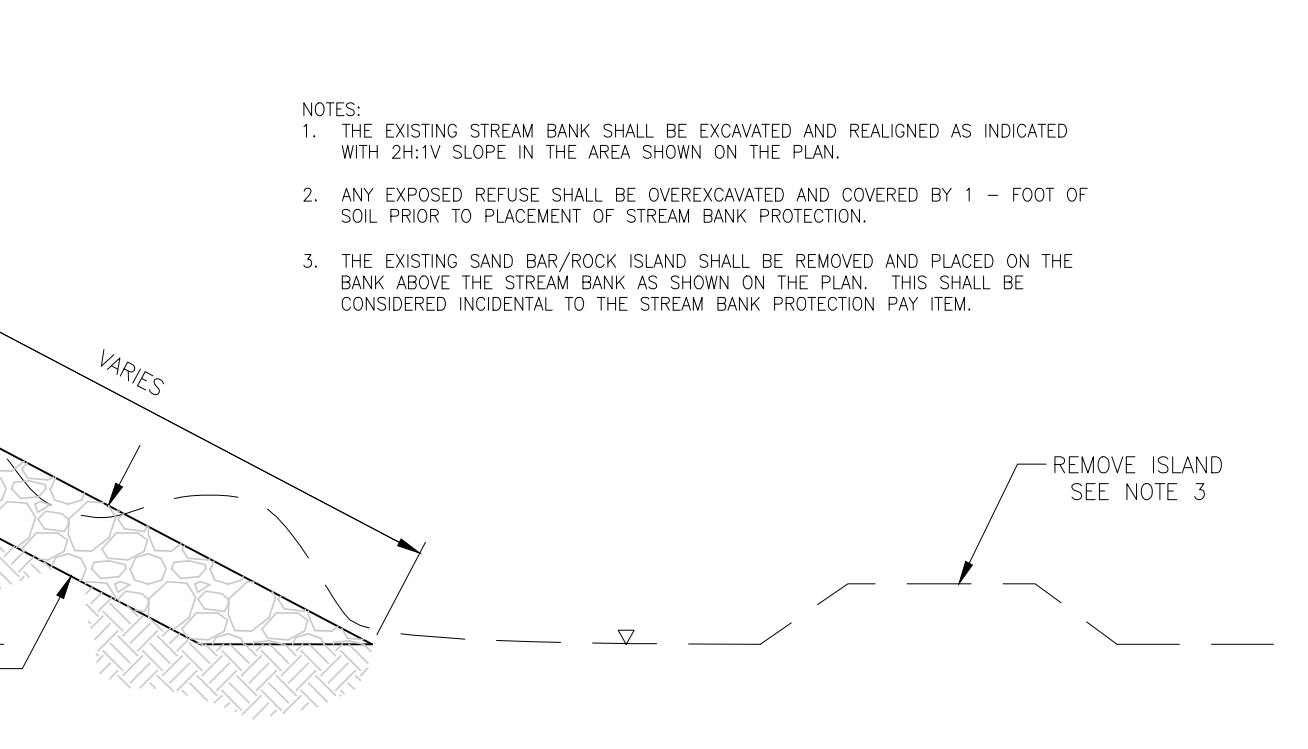 NOTES:
1. THE EXISTING STREAM BANK SHALL BE EXCAVATED AND REALIGNED AS INDICATED
WITH 2H:1V SLOPE IN THE AREA SHOWN ON THE PLAN.
2. ANY EXPOSED REFUSE SHALL BE OVEREXCAVATED AND COVERED BY 1 – FOOT OF
SOIL PRIOR TO PLACEMENT OF STREAM BANK PROTECTION.
3. THE EXISTING SAND BAR/ROCK ISLAND SHALL BE REMOVED AND PLACED ON THE
BANK ABOVE THE STREAM BANK AS SHOWN ON THE PLAN. THIS SHALL BE
CONSIDERED INCIDENTAL TO THE STREAM BANK PROTECTION PAY ITEM.
VARIES
REMOVE ISLAND
SEE NOTE 3